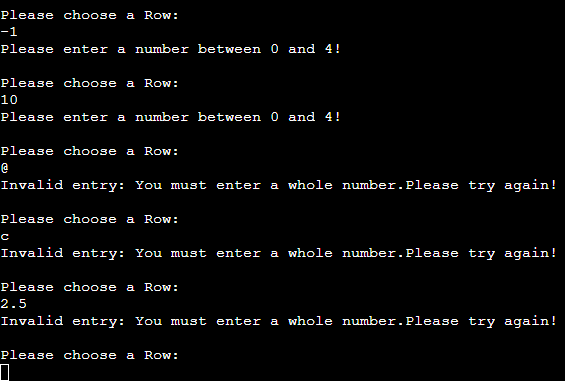 Please choose a Row:
-1
Please enter a number between 0 and 4!
Please choose a Row:
10
Please enter a number between 0 and 4!
Please choose a Row:
@
Invalid entry: You must enter a whole number.Please try again!
Please choose a Row:
c
Invalid entry: You must enter a whole number.Please try again!
Please choose a Row:
2.5
Invalid entry: You must enter a whole number.Please try again!
Please choose a Row: